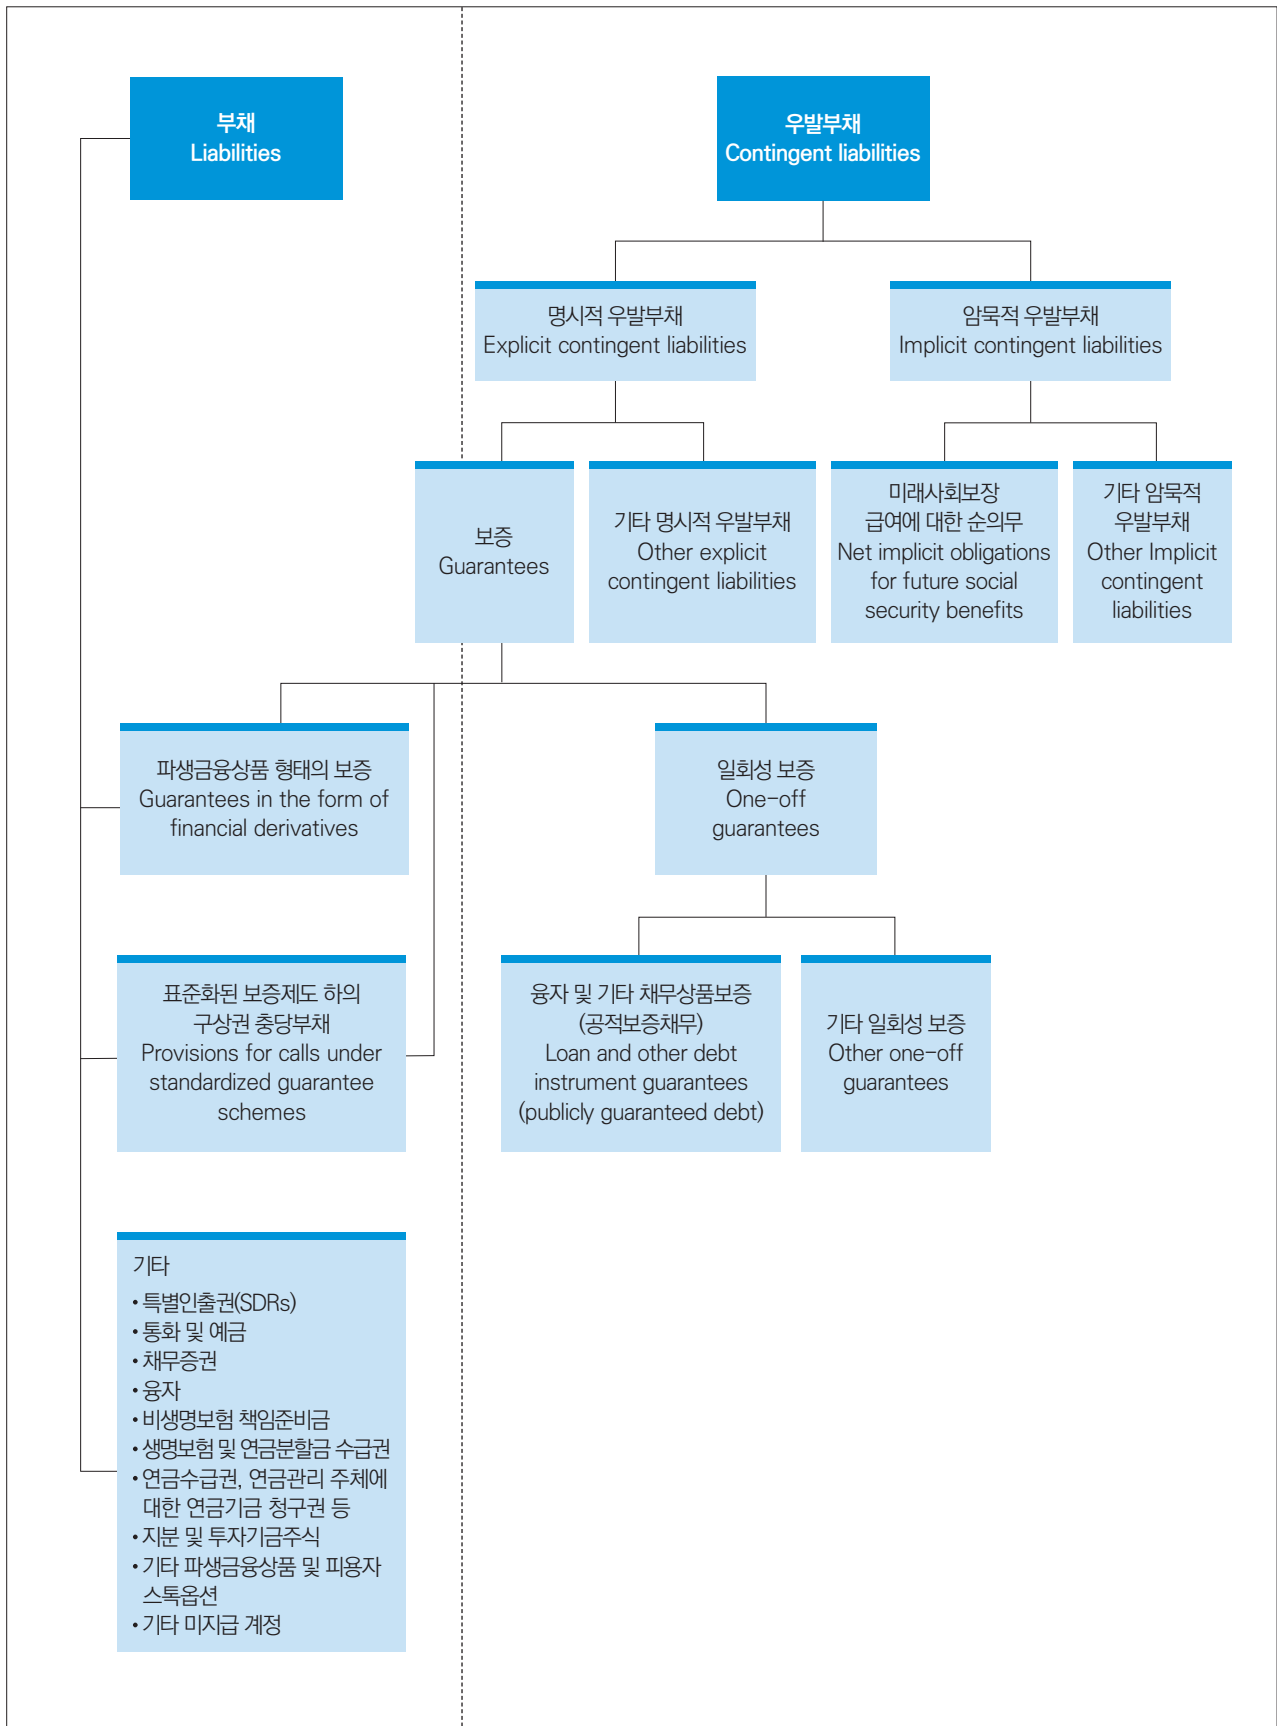 부채
Liabilities
우발부채
Contingent liabilities
명시적 우발부채
Explicit contingent liabilities
암묵적 우발부채
Implicit contingent liabilities
보증
Guarantees
기타 명시적 우발부채
Other explicit
contingent liabilities
미래사회보장
급여에 대한 순의무
Net implicit obligations
for future social
security benefits
기타 암묵적
우발부채
Other Implicit
contingent
liabilities
파생금융상품 형태의 보증
Guarantees in the form of
financial derivatives
일회성 보증
One-off
guarantees
표준화된 보증제도 하의
구상권 충당부채
Provisions for calls under
standardized guarantee
schemes
융자 및 기타 채무상품보증
(공적보증채무)
Loan and other debt
instrument guarantees
(publicly guaranteed debt)
기타 일회성 보증
Other one-off
guarantees
기타
• 특별인출권(SDRs)
• 통화 및 예금
• 채무증권
• 융자
• 비생명보험 책임준비금
• 생명보험 및 연금분할금 수급권
• 연금수급권, 연금관리 주체에
대한 연금기금 청구권 등
• 지분 및 투자기금주식
• 기타 파생금융상품 및 피용자
스톡옵션
• 기타 미지급 계정